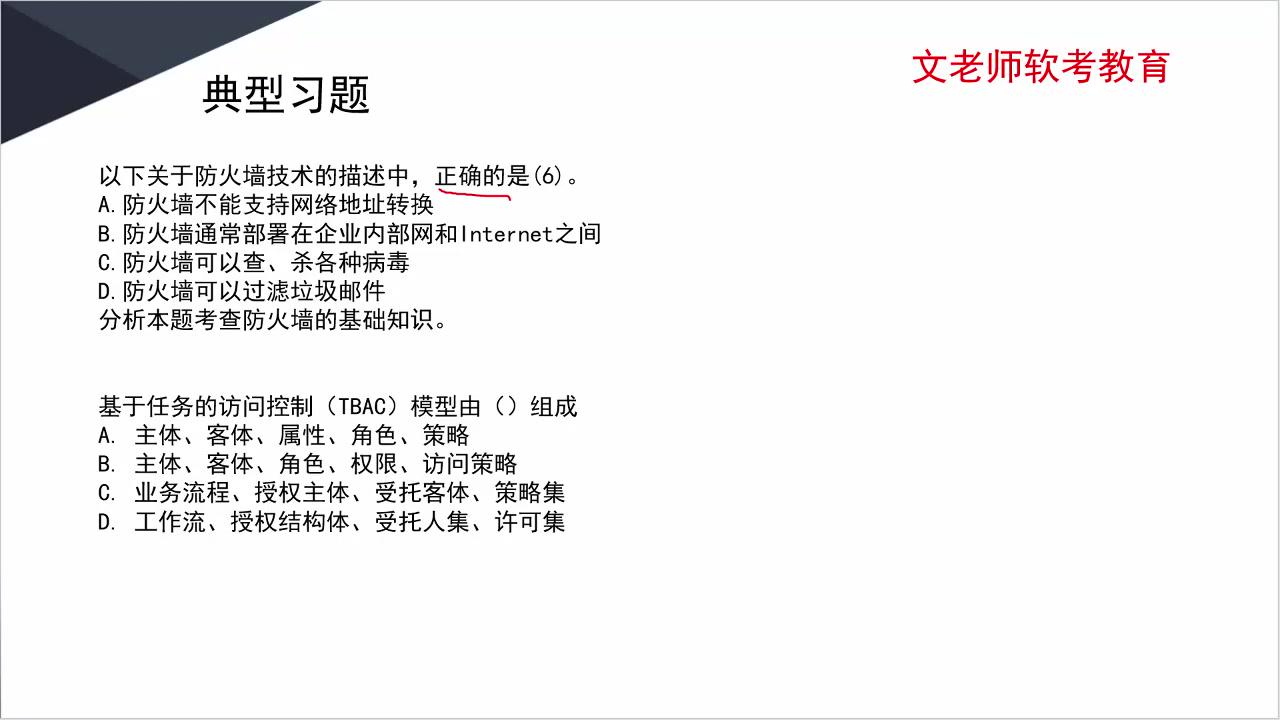 文老师软考教育
典型习题
以下关于防火墙技术的描述中，正确的是(6)。
A.防火墙不能支持网络地址转换
B.防火墙通常部署在企业内部网和Internet之间
C.防火墙可以查、杀各种病毒
D.防火墙可以过滤垃圾邮件
分析本题考查防火墙的基础知识。
基于任务的访问控制（TBAC）模型由（）组成
A. 主体、客体、属性、角色、策略
B. 主体、客体、角色、权限、访问策略
C. 业务流程、授权主体、受托客体、策略集
D. 工作流、授权结构体、受托人集、许可集